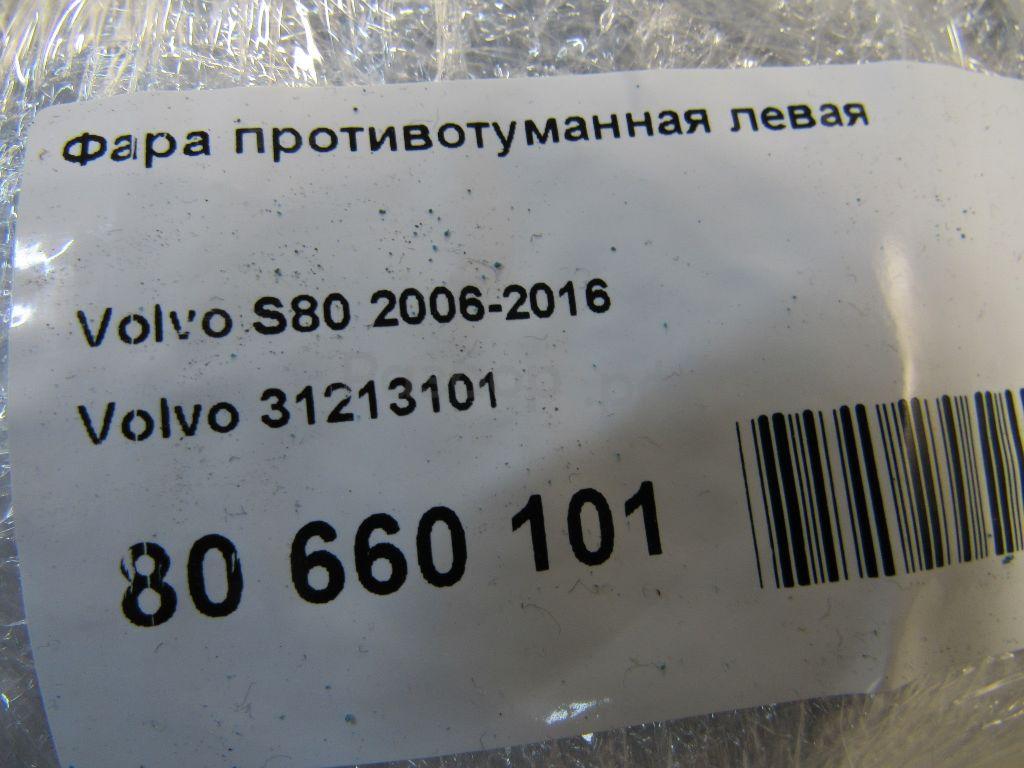 Фара противотуманная левая
Volvo S80 2006-2016
Volvo 31213101
80 660 101